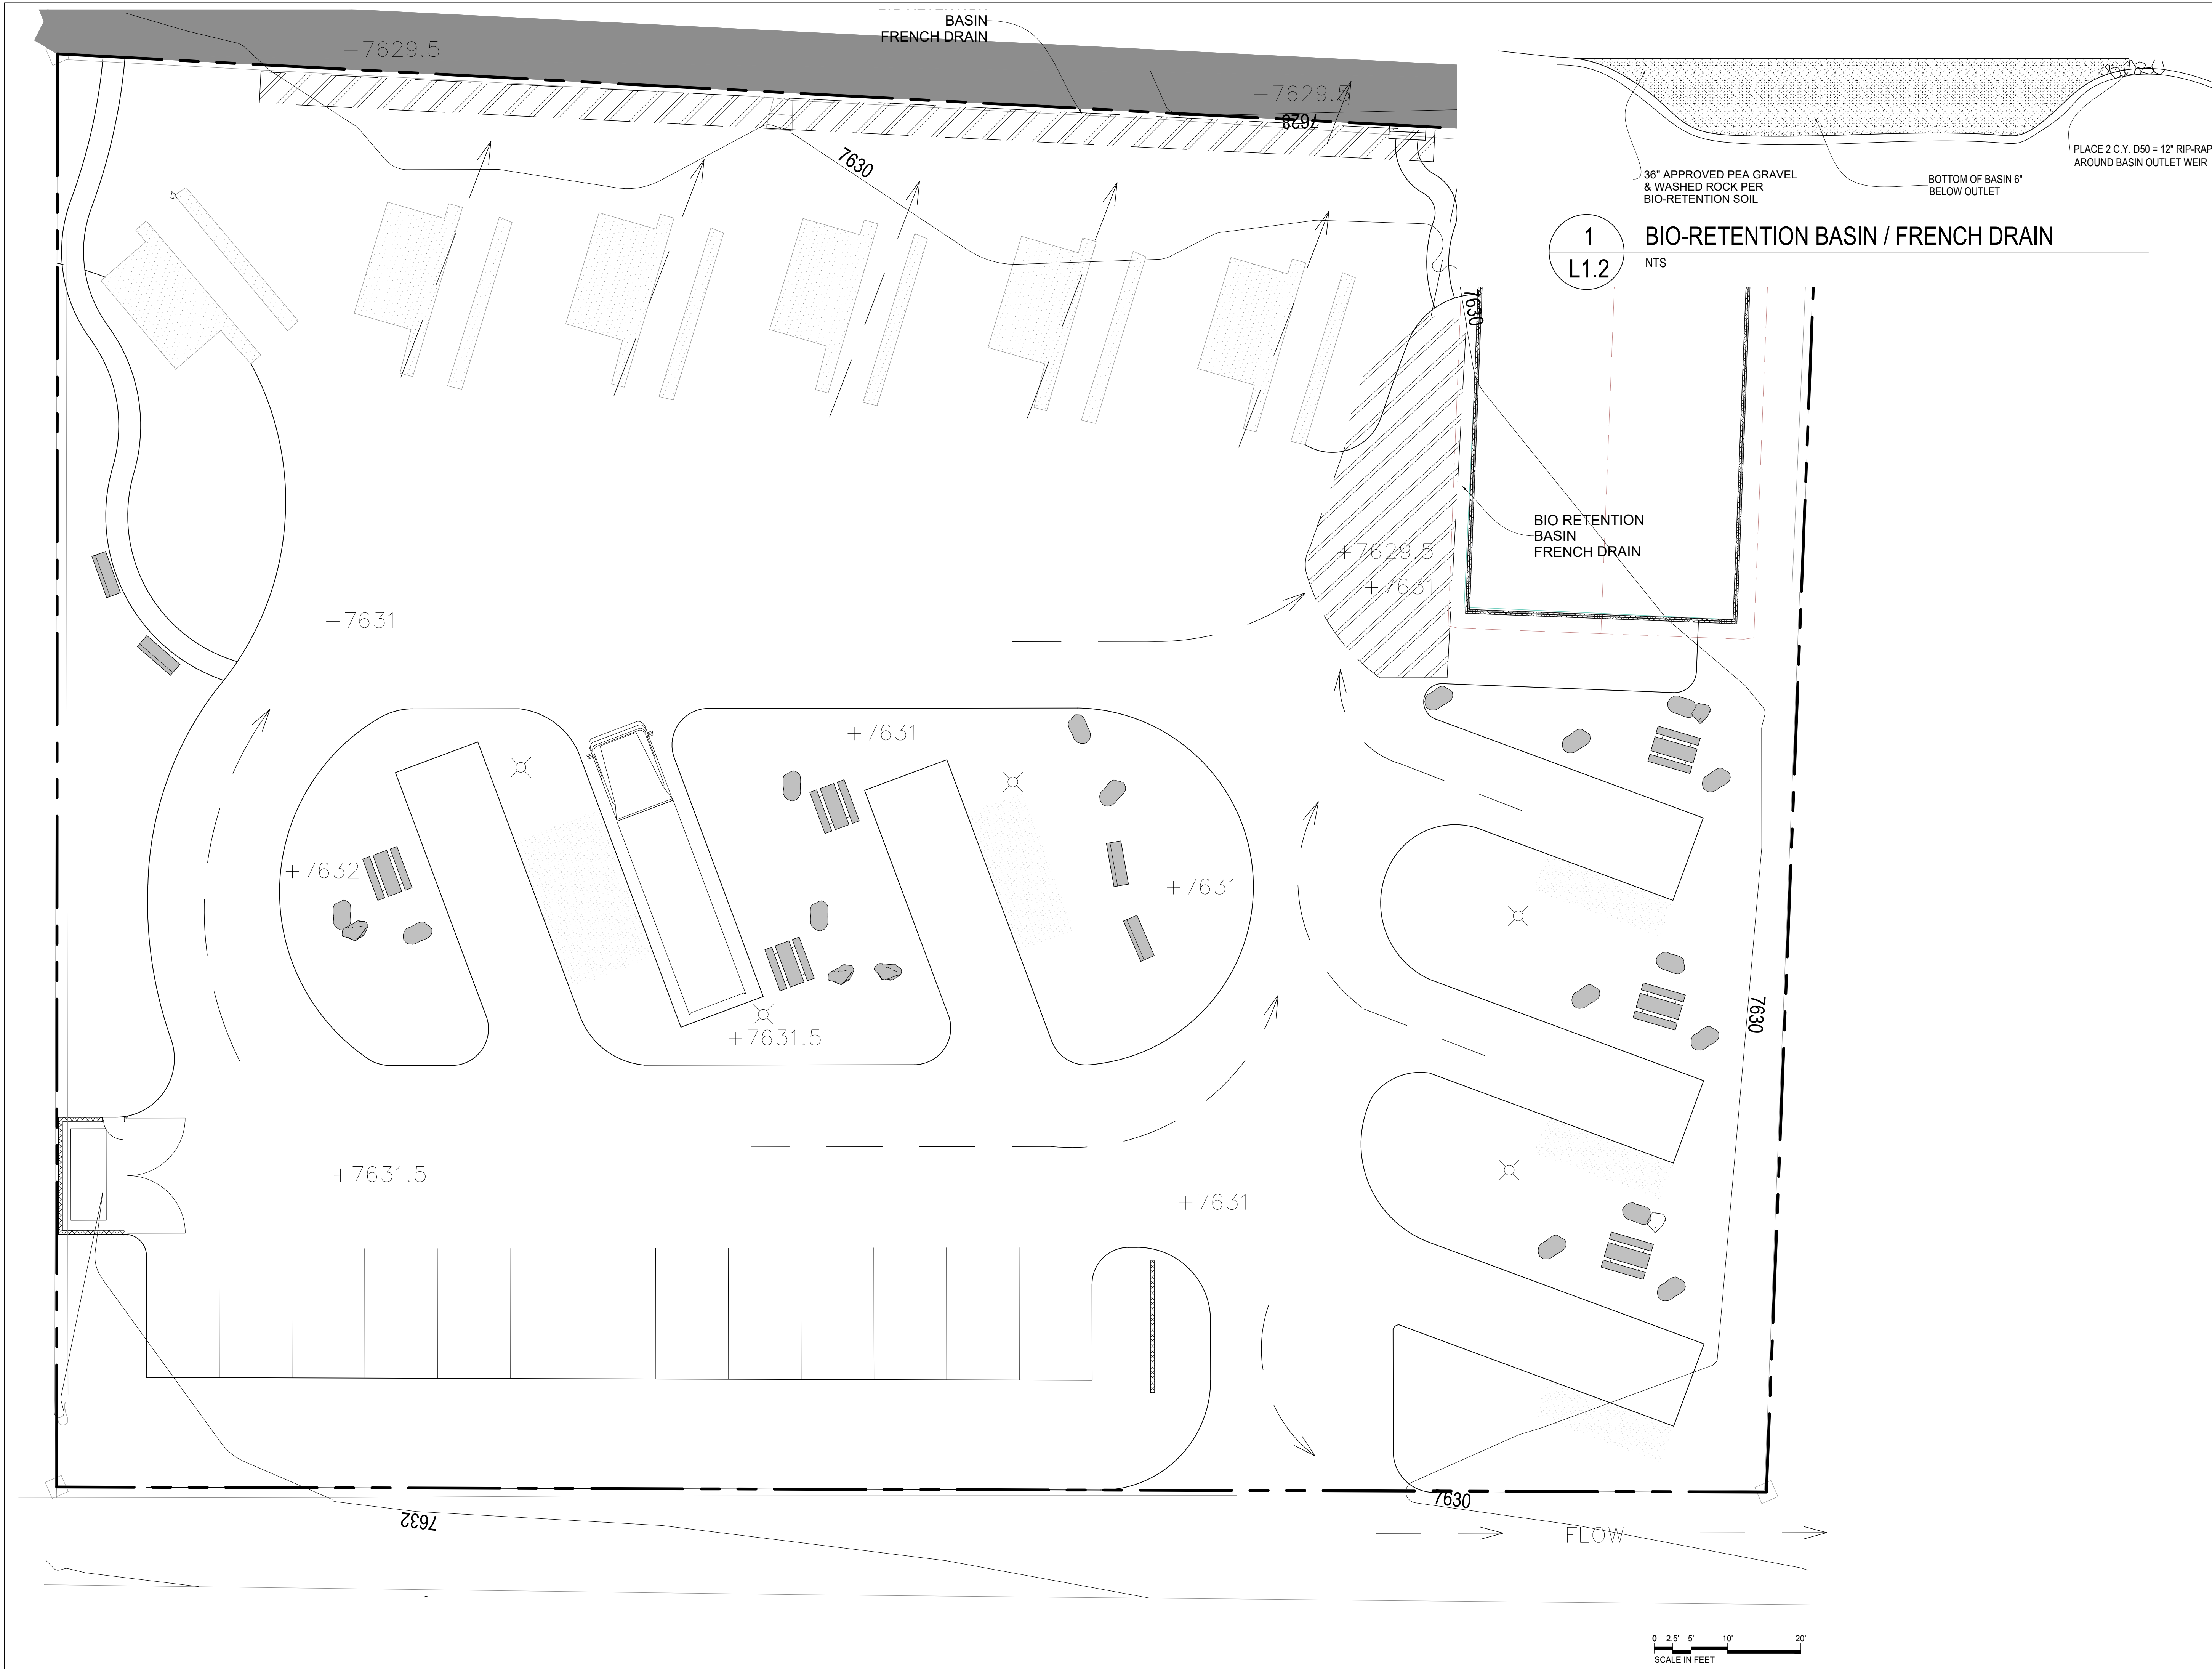 BASIN
FRENCH DRAIN
+7629.5
+7629.5
7628
7630
PLACE 2 C.Y. D50 = 12" RIP-RAP
AROUND BASIN OUTLET WEIR
36" APPROVED PEA GRAVEL
& WASHED ROCK PER
BIO-RETENTION SOIL
BOTTOM OF BASIN 6"
BELOW OUTLET
1
L1.2
BIO-RETENTION BASIN / FRENCH DRAIN
NTS
7630
BIO RETENTION
BASIN
FRENCH DRAIN
+7629.5
+7631
+7631
+7631
+7632
+7631
7630
+7631.5
+7631.5
+7631
7630
7632
FLOW
0 2.5' 5' 10' 20'
SCALE IN FEET